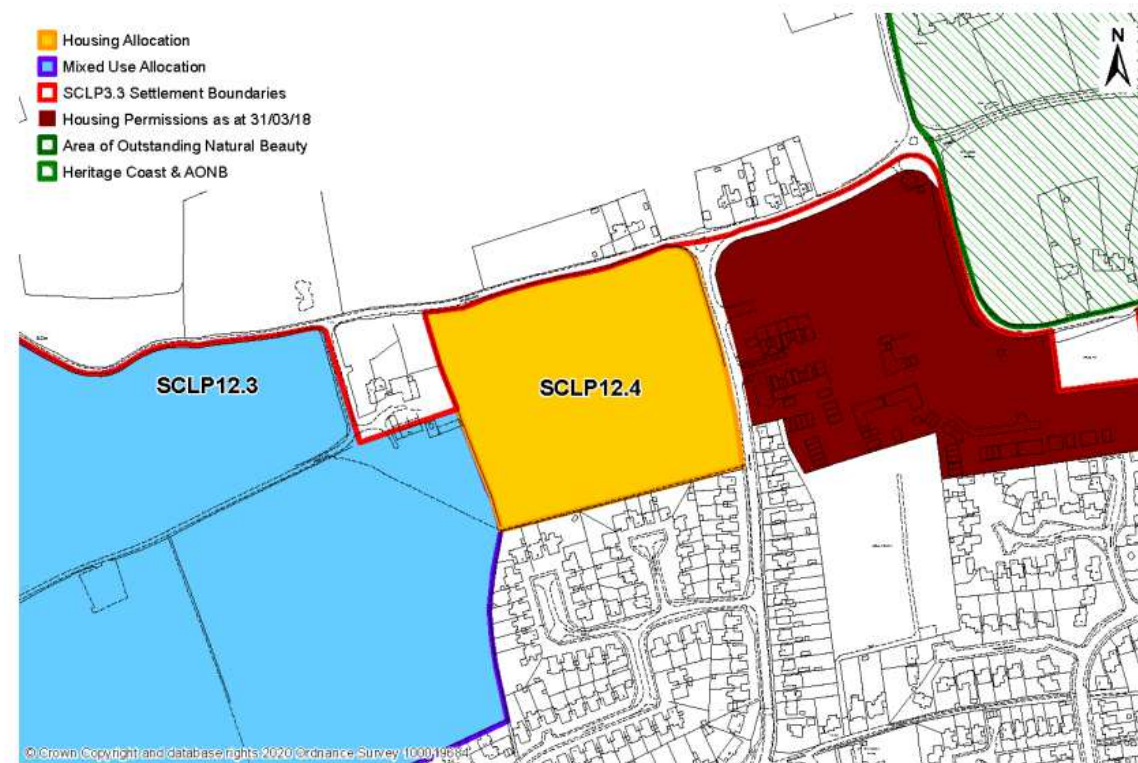 Housing Allocation
Mixed Use Allocation
SCLP3.3 Settlement Boundaries
Housing Permissions as at 31/03/18
Area of Outstanding Natural Beauty
Heritage Coast & AONB
N
SCLP12.3
SCLP12.4
© Crown Copyright and database rights 2020 Ordnance Survey 100019684